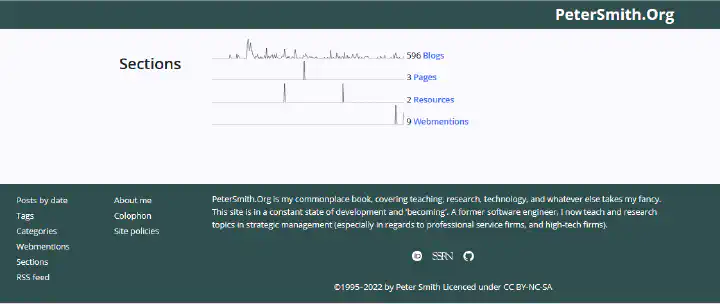 PeterSmith.Org
Sections
596 Blogs
3 Pages
2 Resources
9 Webmentions
Posts by date
Tags
Categories
Webmentions
Sections
RSS feed
About me
Colophon
Site policies
PeterSmith.Org is my commonplace book, covering teaching, research, technology, and whatever else takes my fancy.
This site is in a constant state of development and 'becoming'. A former software engineer, I now teach and research
topics in strategic management (especially in regards to professional service firms, and high-tech firms).
iD SSRN
©1995–2022 by Peter Smith Licenced under CC BY-NC-SA